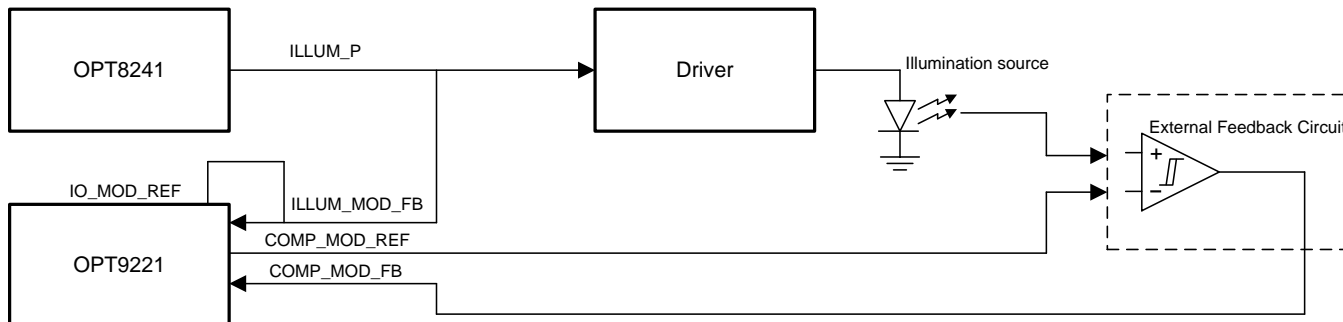 OPT8241
ILLUM_P
Driver
Illumination source
External Feedback Circuit
+
−
IO_MOD_REF
ILLUM_MOD_FB
COMP_MOD_REF
OPT9221
COMP_MOD_FB